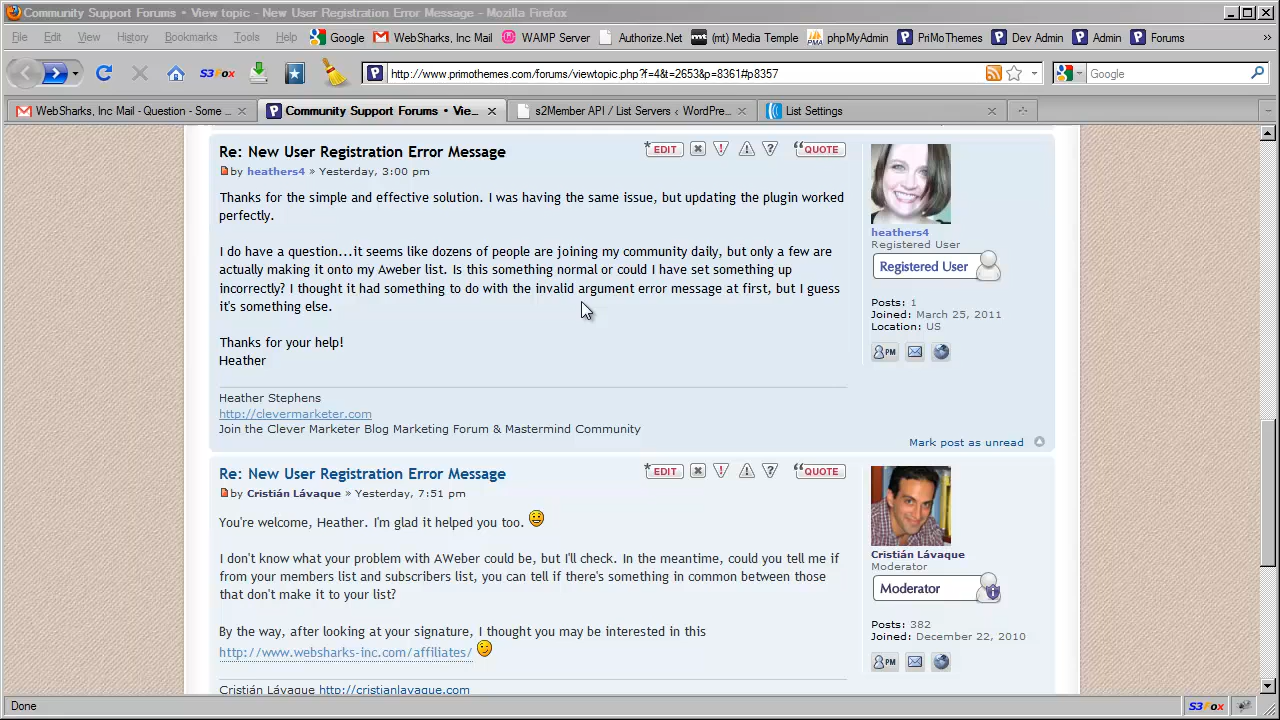 Community Support Forums • View topic - New User Registration Error Message - Mozilla Firefox
File Edit View History Bookmarks Tools Help Google WebSharks, Inc Mail WAMP Server Authorize.Net (mt) Media Temple phpMyAdmin PriMoThemes Dev Admin Admin Forums »
S3Fox http://www.primothemes.com/forums/viewtopic.php?f=4&t=2653&p=8361#p8357 Google
WebSharks, Inc Mail - Question - Some ... Community Support Forums • Vie... s2Member API / List Servers ‹ WordPre... List Settings
Re: New User Registration Error Message EDIT QUOTE
by heathers4 » Yesterday, 3:00 pm
Thanks for the simple and effective solution. I was having the same issue, but updating the plugin worked
perfectly.
I do have a question...it seems like dozens of people are joining my community daily, but only a few are
actually making it onto my Aweber list. Is this something normal or could I have set something up
incorrectly? I thought it had something to do with the invalid argument error message at first, but I guess
it's something else.
Thanks for your help!
Heather
Heather Stephens
http://clevermarketer.com
Join the Clever Marketer Blog Marketing Forum & Mastermind Community
heathers4
Registered User
Registered User
Posts: 1
Joined: March 25, 2011
Location: US
PM
Mark post as unread
Re: New User Registration Error Message EDIT QUOTE
by Cristián Lávaque » Yesterday, 7:51 pm
You're welcome, Heather. I'm glad it helped you too.
I don't know what your problem with AWeber could be, but I'll check. In the meantime, could you tell me if
from your members list and subscribers list, you can tell if there's something in common between those
that don't make it to your list?
By the way, after looking at your signature, I thought you may be interested in this
http://www.websharks-inc.com/affiliates/
Cristián Lávaque http://cristianlavaque.com
Cristián Lávaque
Moderator
Moderator
Posts: 382
Joined: December 22, 2010
PM
Done S3Fox